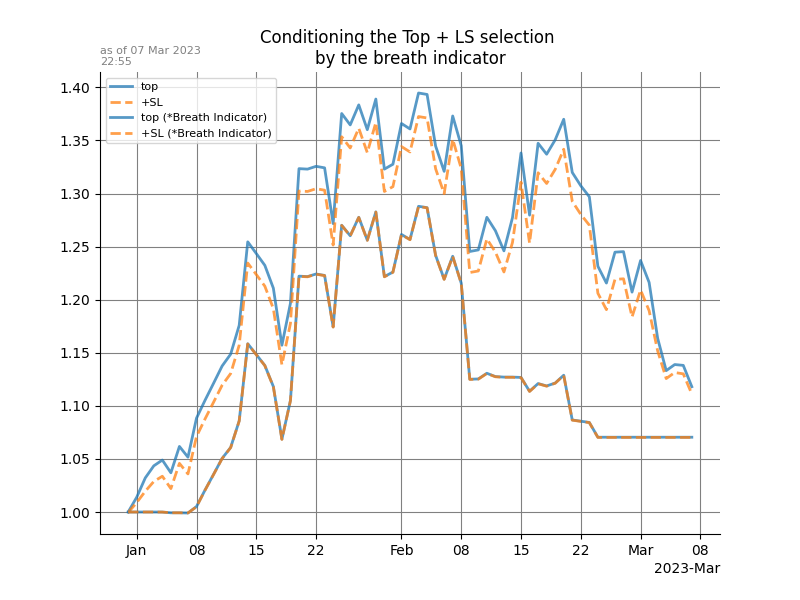 Conditioning the Top + LS selection
by the breath indicator
as of 07 Mar 2023
22:55
top
+SL
top (*Breath Indicator)
+SL (*Breath Indicator)
1.40
1.35
1.30
1.25
1.20
1.15
1.10
1.05
1.00
Jan 08 15 22 Feb 08 15 22 Mar 08
2023-Mar